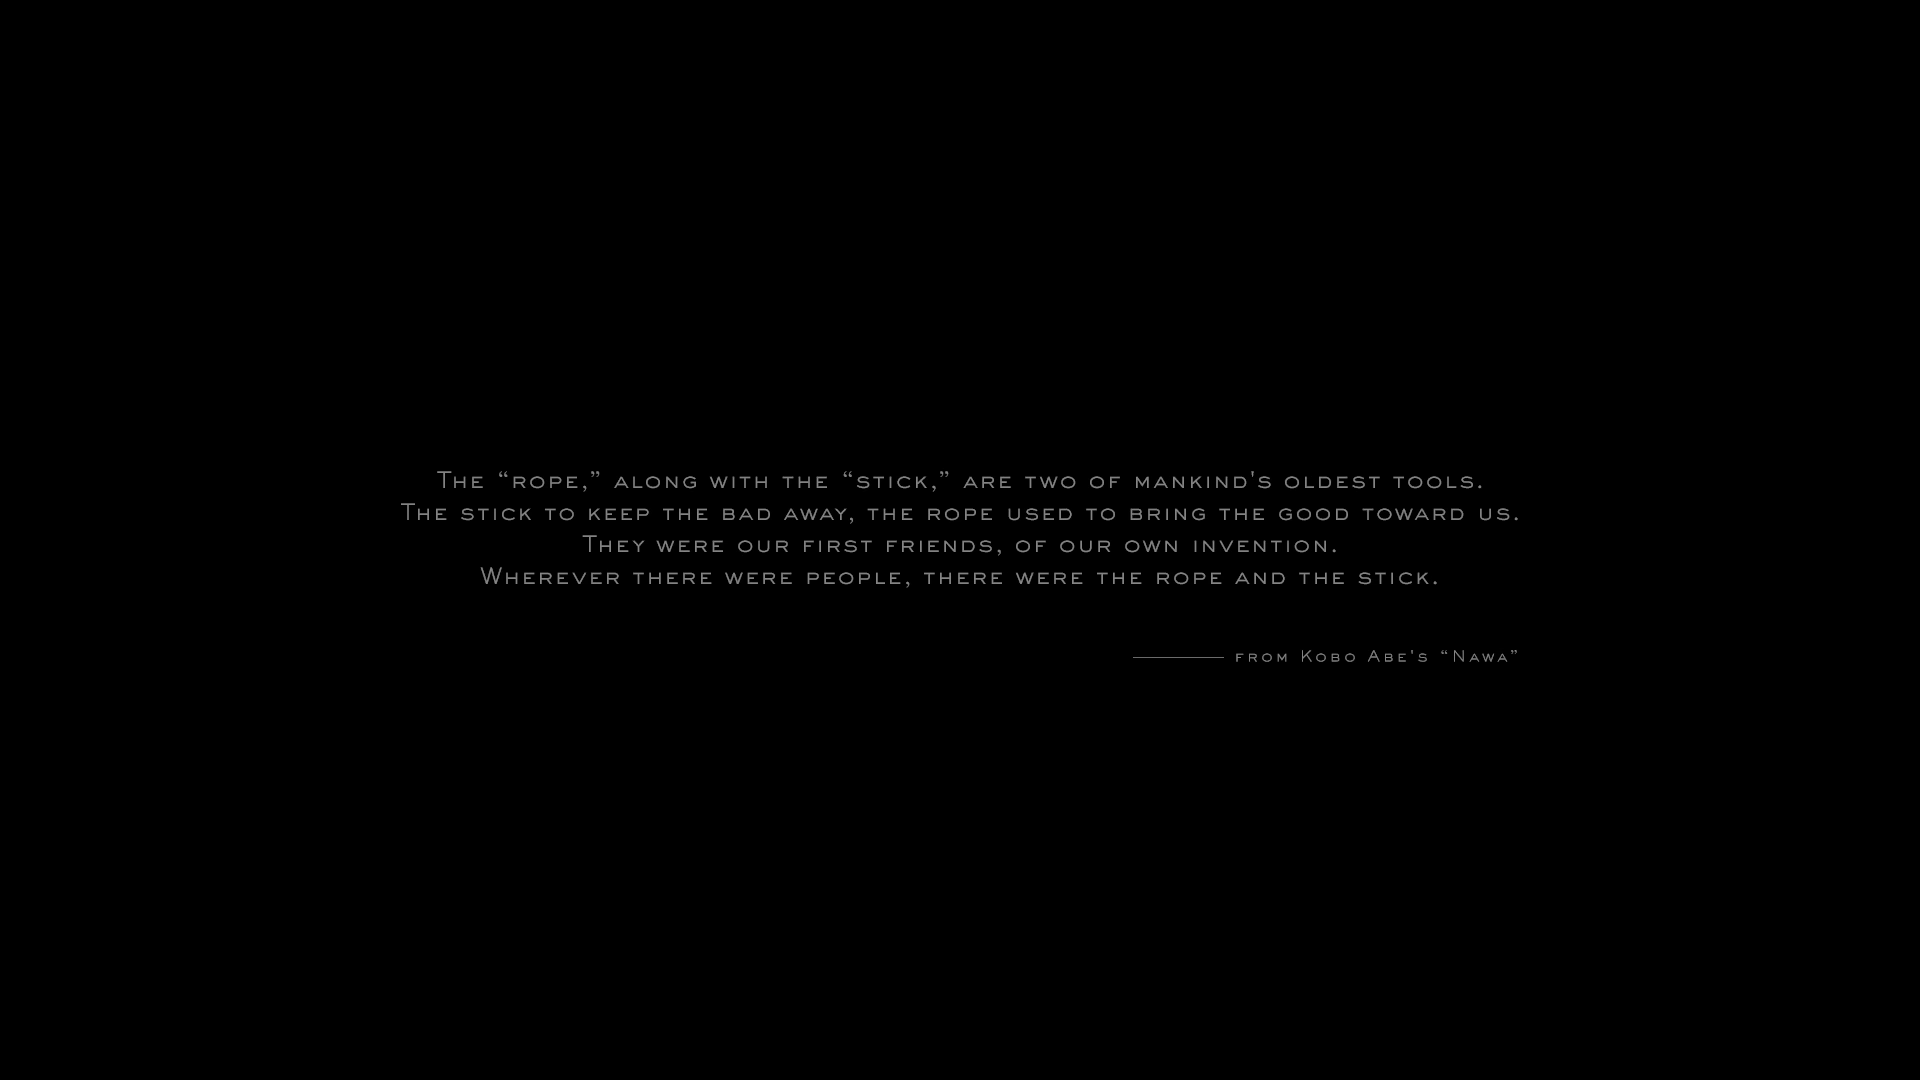 The “rope,” along with the “stick,” are two of mankind's oldest tools.
The stick to keep the bad away, the rope used to bring the good toward us.
They were our first friends, of our own invention.
Wherever there were people, there were the rope and the stick.
——— from Kobo Abe's “Nawa”